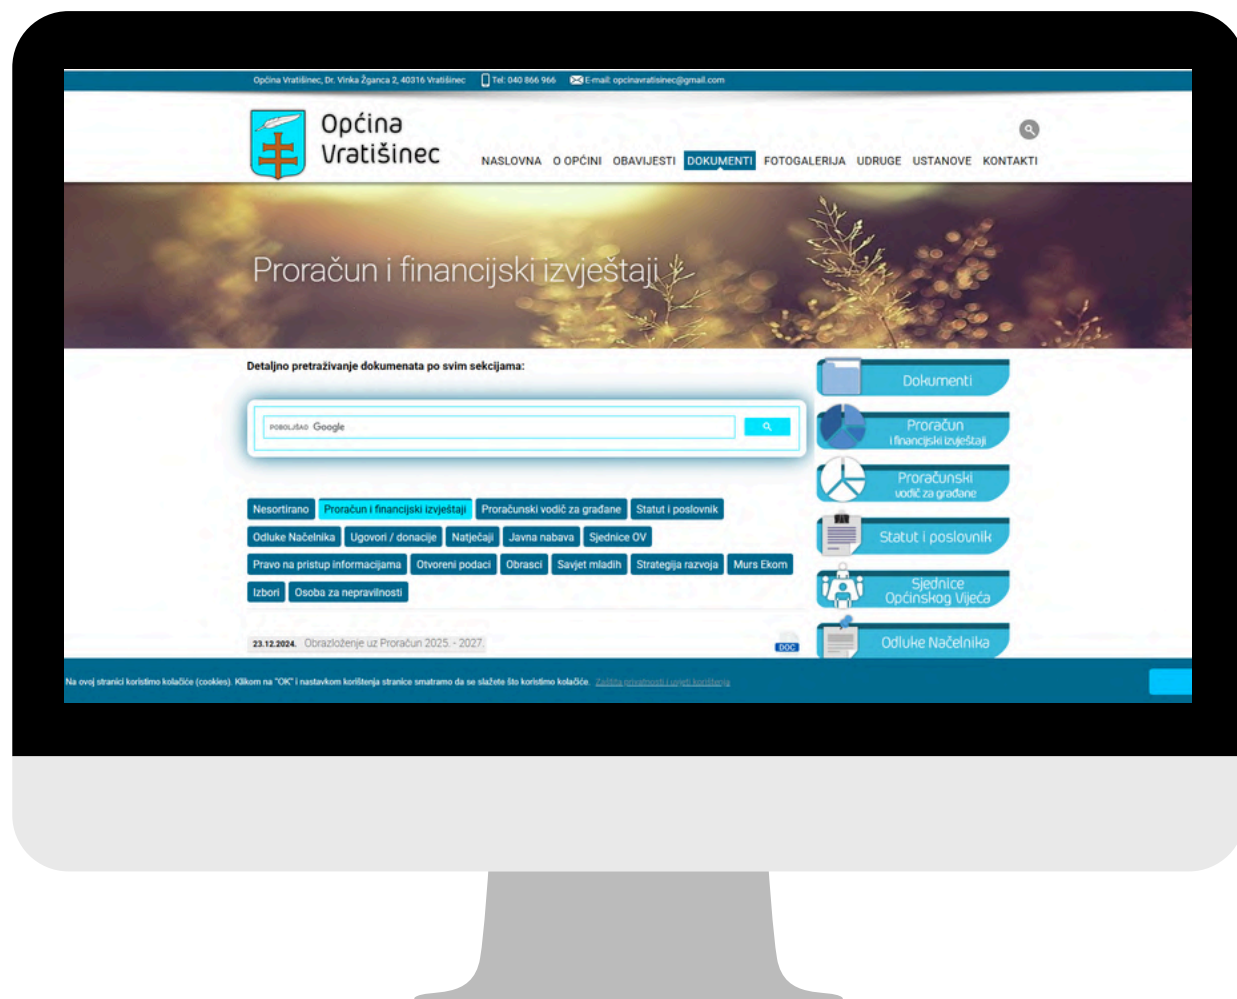 Općina Vratišinec, Dr. Vinka Žganca 2, 40316 Vratišinec Tel: 040 866 966 E-mail: opcinavratisinec@gmail.com
Općina
Vratišinec
NASLOVNA O OPĆINI OBAVIJESTI DOKUMENTI FOTOGALERIJA UDRUGE USTANOVE KONTAKTI
Proračun i financijski izvještaji
Detaljno pretraživanje dokumenata po svim sekcijama:
POBOLJŠAO Google
Nesortirano Proračun i financijski izvještaji Proračunski vodič za građane Statut i poslovnik
Odluke Načelnika Ugovori / donacije Natječaji Javna nabava Sjednice OV
Pravo na pristup informacijama Otvoreni podaci Obrasci Savjet mladih Strategija razvoja Murs Ekom
Izbori Osoba za nepravilnosti
23.12.2024. Obrazloženje uz Proračun 2025. - 2027.
DOC
Dokumenti
Proračun
i financijski izvještaji
Proračunski
vodič za građane
Statut i poslovnik
Sjednice
Općinskog Vijeća
Odluke Načelnika
Na ovoj stranici koristimo kolačiće (cookies). Klikom na "OK" i nastavkom korištenja stranice smatramo da se slažete što koristimo kolačiće. Zaštita privatnosti i uvjeti korištenja